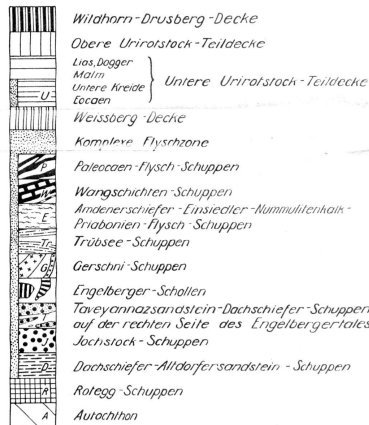 Wildhorn-Drusberg-Decke
Obere Urirotstock-Teildecke
Lias, Dogger
Malm
Untere Kreide
Eocaen
Untere Urirotstock-Teildecke
U
Weissberg-Decke
Komplexe Flyschzone
P
Paleocaen-Flysch-Schuppen
W
Wangschichten-Schuppen
E
Amdenerschiefer-Einsiedler-Nummulitenkalk-
Priabonien-Flysch-Schuppen
Tr
Trübsee-Schuppen
G
Gerschni-Schuppen
Engelberger-Schollen
T
Taveyannazsandstein-Dachschiefer-Schuppen
auf der rechten Seite des Engelbergertales
J
Jochstock-Schuppen
D
Dachschiefer-Altdorfersandstein-Schuppen
R
Rotegg-Schuppen
A
Autochthon